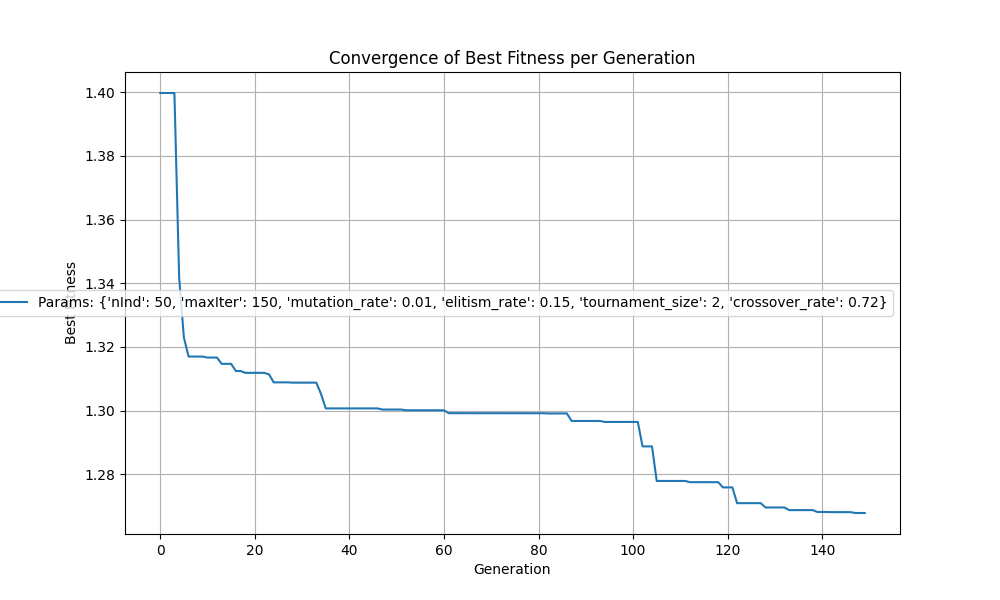 Convergence of Best Fitness per Generation
1.40
1.38
1.36
1.34
1.32
1.30
1.28
Best
ness
Params: {'nInd': 50, 'maxIter': 150, 'mutation_rate': 0.01, 'elitism_rate': 0.15, 'tournament_size': 2, 'crossover_rate': 0.72}
0 20 40 60 80 100 120 140
Generation